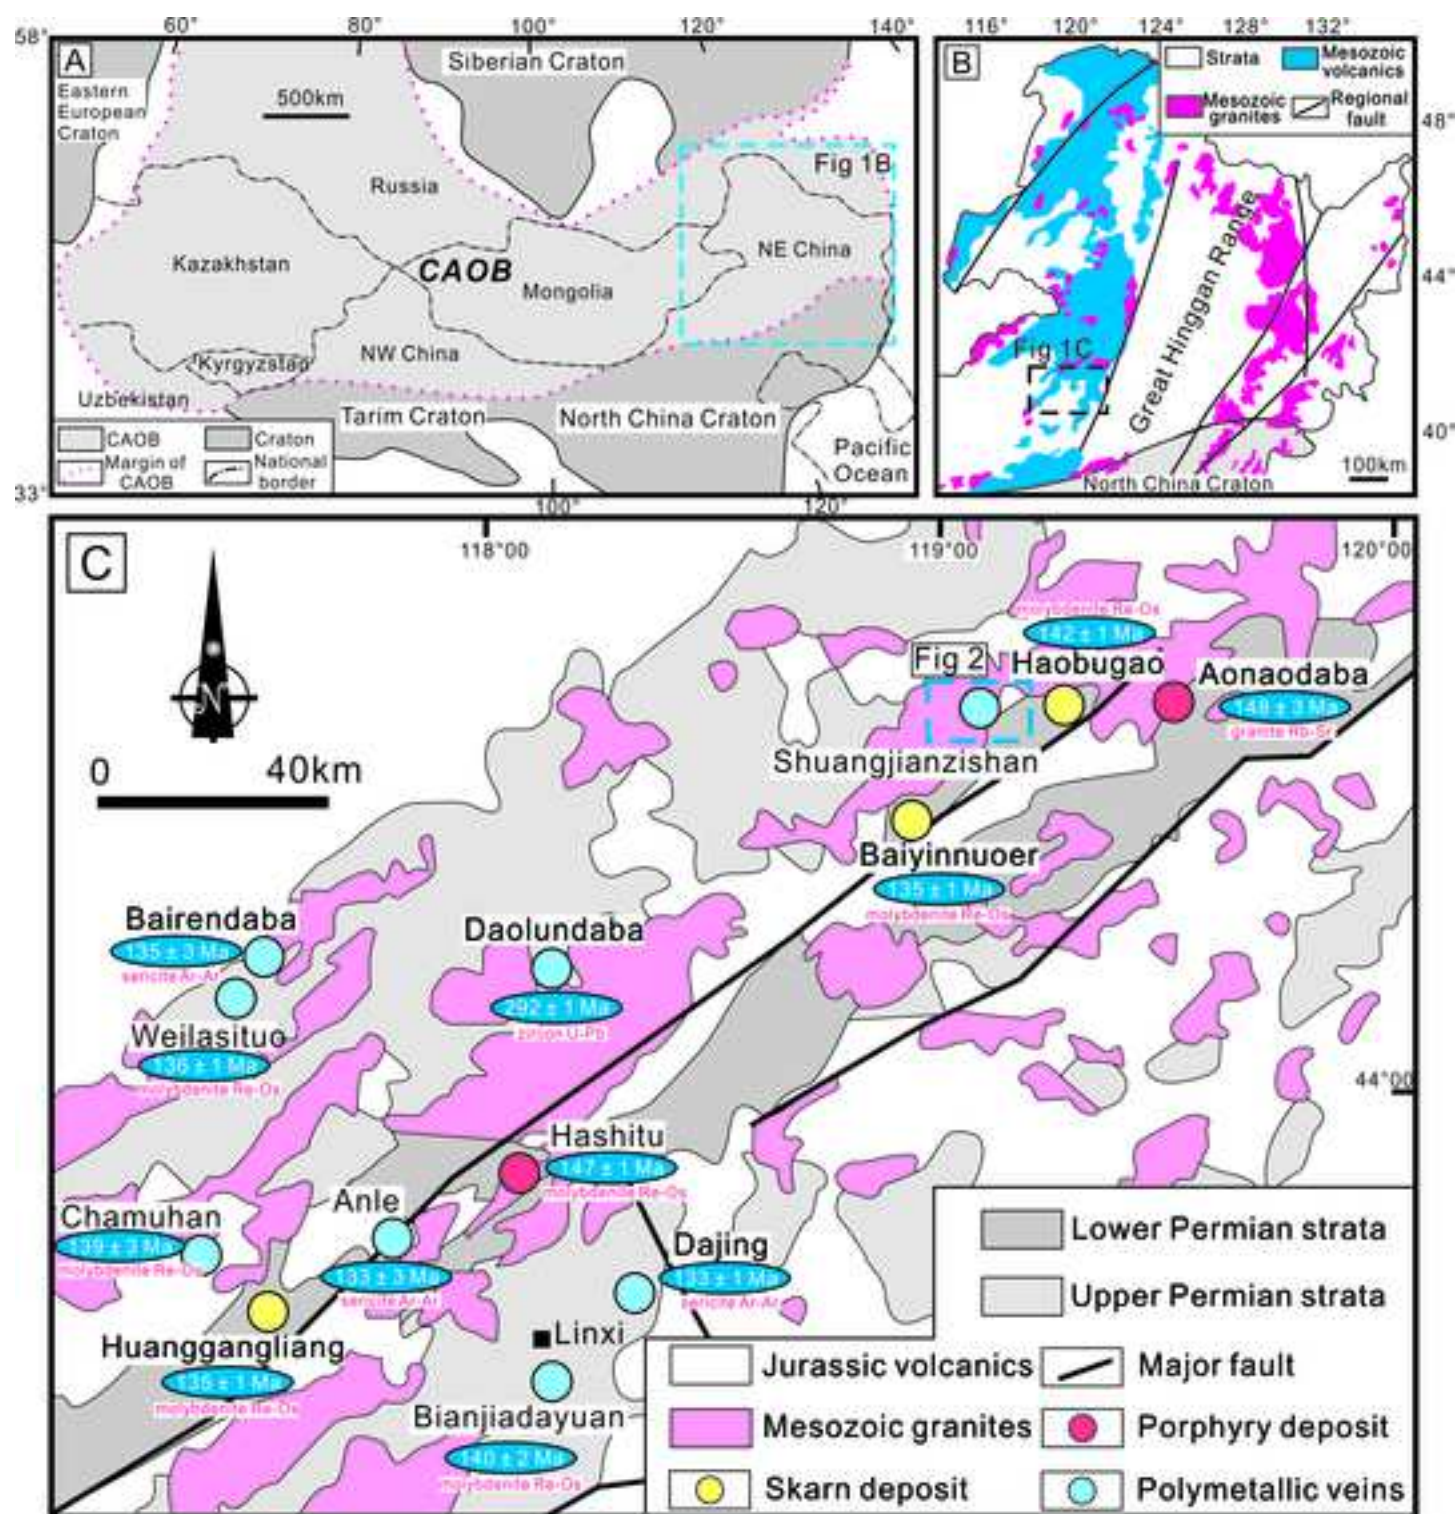 60°
80°
100°
120°
140°
58°
33°
100°
120°
A
Siberian Craton
Eastern
European
Craton
500km
Fig 1B
Russia
Kazakhstan
CAOB
NE China
Mongolia
NW China
Kyrgyzstan
Uzbekistan
Tarim Craton
North China Craton
Pacific
Ocean
CAOB
Craton
Margin of
CAOB
National
border
116°
120°
124°
128°
132°
48°
44°
40°
B
Strata
Mesozoic
volcanics
Mesozoic
granites
Regional
fault
Great Hinggan Range
Fig 1C
100km
North China Craton
C
118°00
119°00
120°00
44°00
N
0
40km
molybdenite Re-Os
142 ± 1 Ma
Fig 2
Haobugao
Aonaodaba
148 ± 3 Ma
granite Rb-Sr
Shuangjianzishan
Baiyinnuoer
135 ± 1 Ma
molybdenite Re-Os
Bairendaba
135 ± 3 Ma
sericite Ar-Ar
Daolundaba
292 ± 1 Ma
zircon U-Pb
Weilasituo
136 ± 1 Ma
molybdenite Re-Os
Hashitu
147 ± 1 Ma
molybdenite Re-Os
Chamuhan
139 ± 3 Ma
molybdenite Re-Os
Anle
133 ± 3 Ma
sericite Ar-Ar
Dajing
133 ± 1 Ma
sericite Ar-Ar
Huanggangliang
135 ± 1 Ma
molybdenite Re-Os
Linxi
Bianjiadayuan
140 ± 2 Ma
molybdenite Re-Os
Lower Permian strata
Upper Permian strata
Jurassic volcanics
Major fault
Mesozoic granites
Porphyry deposit
Skarn deposit
Polymetallic veins